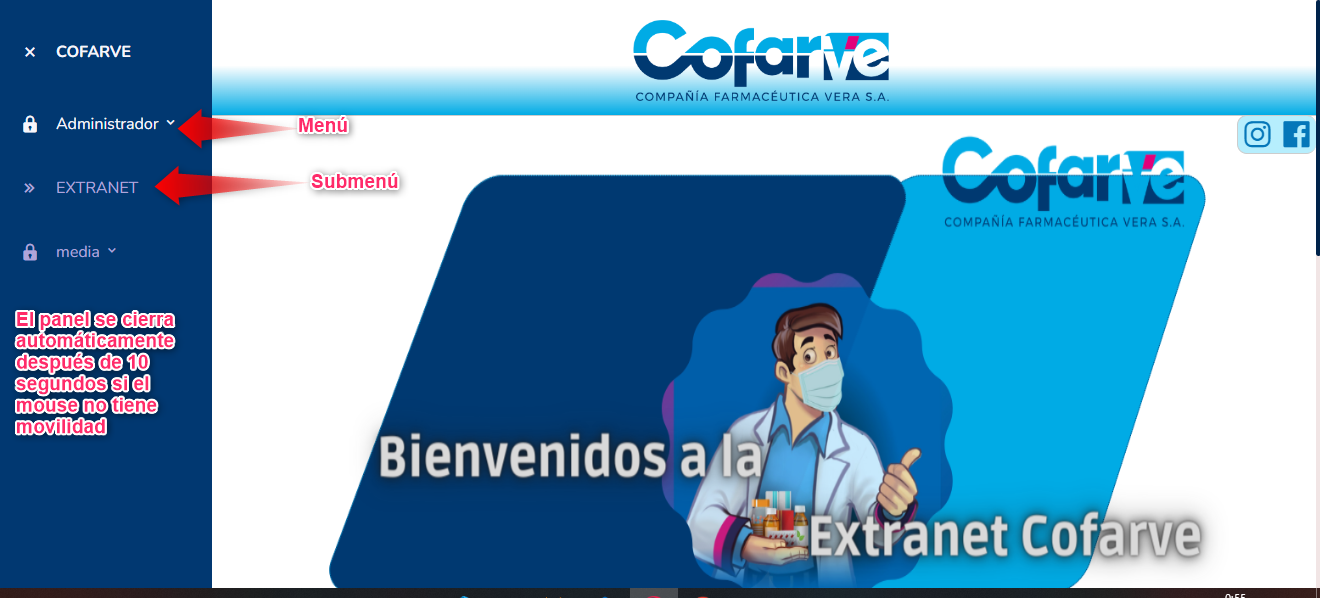 × COFARVE
Cofarve
COMPAÑÍA FARMACÉUTICA VERA S.A.
Administrador
Menú
Cofarve
COMPAÑÍA FARMACÉUTICA VERA S.A.
» EXTRANET
Submenú
media
El panel se cierra
automáticamente
después de 10
segundos si el
mouse no tiene
movilidad
Bienvenidos a la
Extranet Cofarve